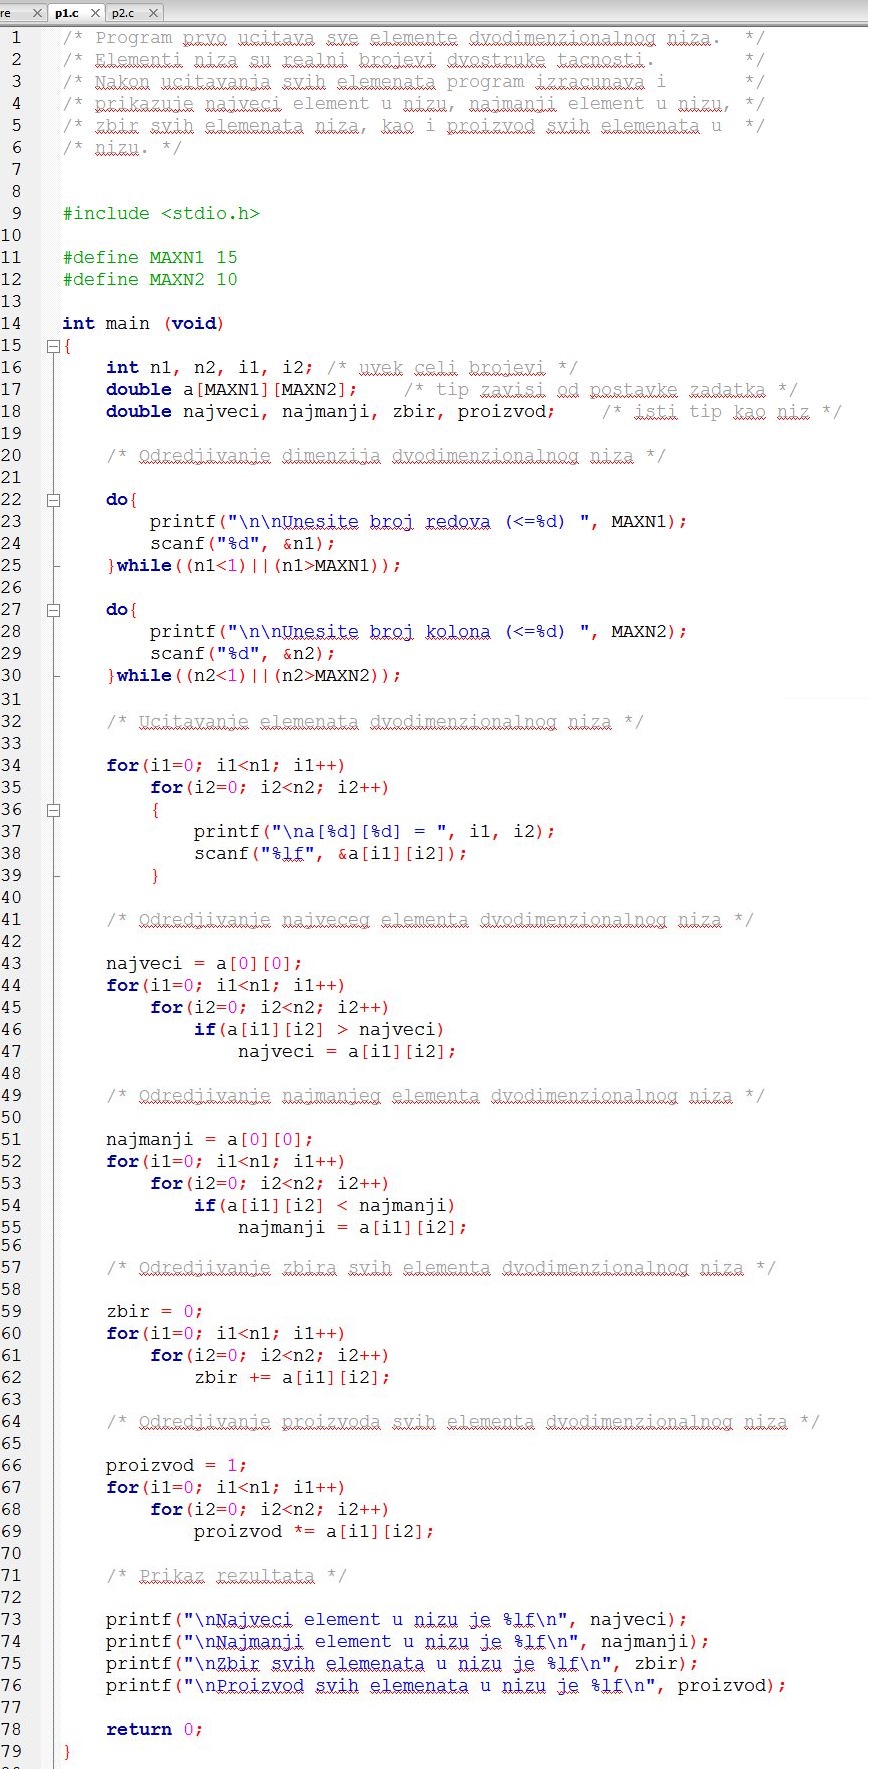 re × p1.c × p2.c ×
1 /* Program prvo ucitava sve elemente dvodimenzionalnog niza.  */
2 /* Elementi niza su realni brojevi dvostruke tacnosti.        */
3 /* Nakon ucitavanja svih elemenata program izracunava i       */
4 /* prikazuje najveci element u nizu, najmanji element u nizu, */
5 /* zbir svih elemenata niza, kao i proizvod svih elemenata u  */
6 /* nizu. */
7
8
9 #include <stdio.h>
10
11 #define MAXN1 15
12 #define MAXN2 10
13
14 int main (void)
15 {
16     int n1, n2, i1, i2; /* uvek celi brojevi */
17     double a[MAXN1][MAXN2];    /* tip zavisi od postavke zadatka */
18     double najveci, najmanji, zbir, proizvod;    /* isti tip kao niz */
19
20     /* Odredjivanje dimenzija dvodimenzionalnog niza */
21
22     do{
23         printf("\n\nUnesite broj redova (<=%d) ", MAXN1);
24         scanf("%d", &n1);
25     }while((n1<1)||(n1>MAXN1));
26
27     do{
28         printf("\n\nUnesite broj kolona (<=%d) ", MAXN2);
29         scanf("%d", &n2);
30     }while((n2<1)||(n2>MAXN2));
31
32     /* Ucitavanje elemenata dvodimenzionalnog niza */
33
34     for(i1=0; i1<n1; i1++)
35         for(i2=0; i2<n2; i2++)
36         {
37             printf("\na[%d][%d] = ", i1, i2);
38             scanf("%lf", &a[i1][i2]);
39         }
40
41     /* Odredjivanje najveceg elementa dvodimenzionalnog niza */
42
43     najveci = a[0][0];
44     for(i1=0; i1<n1; i1++)
45         for(i2=0; i2<n2; i2++)
46             if(a[i1][i2] > najveci)
47                 najveci = a[i1][i2];
48
49     /* Odredjivanje najmanjeg elementa dvodimenzionalnog niza */
50
51     najmanji = a[0][0];
52     for(i1=0; i1<n1; i1++)
53         for(i2=0; i2<n2; i2++)
54             if(a[i1][i2] < najmanji)
55                 najmanji = a[i1][i2];
56
57     /* Odredjivanje zbira svih elementa dvodimenzionalnog niza */
58
59     zbir = 0;
60     for(i1=0; i1<n1; i1++)
61         for(i2=0; i2<n2; i2++)
62             zbir += a[i1][i2];
63
64     /* Odredjivanje proizvoda svih elementa dvodimenzionalnog niza */
65
66     proizvod = 1;
67     for(i1=0; i1<n1; i1++)
68         for(i2=0; i2<n2; i2++)
69             proizvod *= a[i1][i2];
70
71     /* Prikaz rezultata */
72
73     printf("\nNajveci element u nizu je %lf\n", najveci);
74     printf("\nNajmanji element u nizu je %lf\n", najmanji);
75     printf("\nZbir svih elemenata u nizu je %lf\n", zbir);
76     printf("\nProizvod svih elemenata u nizu je %lf\n", proizvod);
77
78     return 0;
79 }